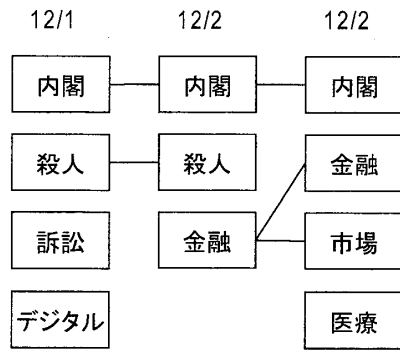 12/1 12/2 12/2
内閣 内閣 内閣
殺人 殺人 金融
訴訟 金融 市場
デジタル 医療